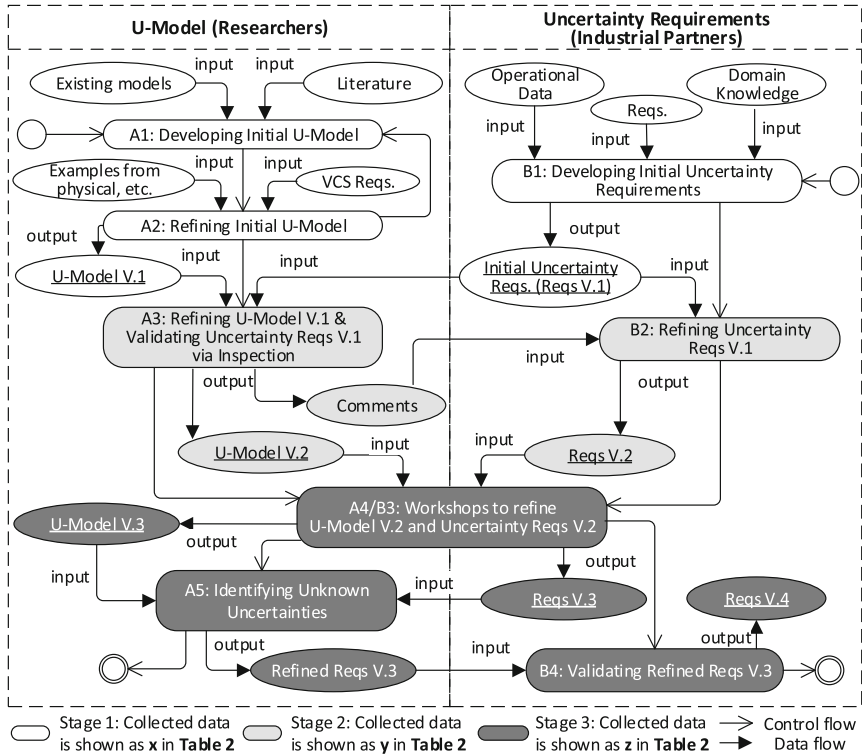 U-Model (Researchers)
Uncertainty Requirements
(Industrial Partners)
Existing models
input
input
Literature
A1: Developing Initial U-Model
Examples from
physical, etc.
input
input
VCS Reqs.
A2: Refining Initial U-Model
output
U-Model V.1
input
input
A3: Refining U-Model V.1 &
Validating Uncertainty Reqs V.1
via Inspection
output
Comments
U-Model V.2
input
Operational
Data
Reqs.
Domain
Knowledge
input
input
input
B1: Developing Initial Uncertainty
Requirements
output
Initial Uncertainty
Reqs. (Reqs V.1)
input
B2: Refining Uncertainty
Reqs V.1
input
output
input
Reqs V.2
A4/B3: Workshops to refine
U-Model V.2 and Uncertainty Reqs V.2
U-Model V.3
output
input
A5: Identifying Unknown
Uncertainties
output
input
Reqs V.3
Reqs V.4
output
output
Refined Reqs V.3
input
B4: Validating Refined Reqs V.3
Stage 1: Collected data
is shown as x in Table 2
Stage 2: Collected data
is shown as y in Table 2
Stage 3: Collected data
is shown as z in Table 2
Control flow
Data flow